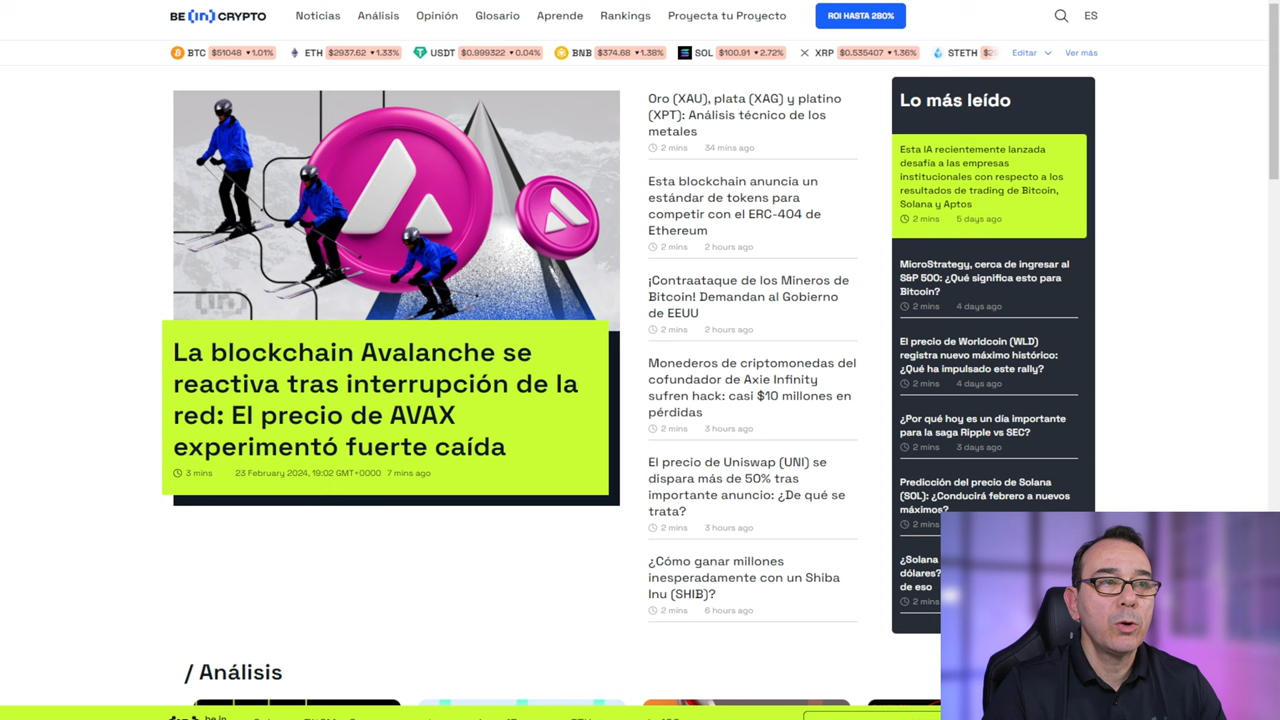 BE [in] CRYPTO
Noticias Análisis Opinión Glosario Aprende Rankings Proyecta tu Proyecto ROI HASTA 280% ES
BTC $51048 ▾1.01% ETH $2937.62 ▾1.33% USDT $0.999322 ▾0.04% BNB $374.68 ▾1.38% SOL $100.91 ▾2.72% XRP $0.535407 ▾1.36% STETH Editar Ver más
La blockchain Avalanche se
reactiva tras interrupción de la
red: El precio de AVAX
experimentó fuerte caída
3 mins 23 February 2024, 19:02 GMT+0000 7 mins ago
Oro (XAU), plata (XAG) y platino
(XPT): Análisis técnico de los
metales
2 mins 34 mins ago
Esta blockchain anuncia un
estándar de tokens para
competir con el ERC-404 de
Ethereum
2 mins 2 hours ago
¡Contraataque de los Mineros de
Bitcoin! Demandan al Gobierno
de EEUU
2 mins 2 hours ago
Monederos de criptomonedas del
cofundador de Axie Infinity
sufren hack: casi $10 millones en
pérdidas
2 mins 3 hours ago
El precio de Uniswap (UNI) se
dispara más de 50% tras
importante anuncio: ¿De qué se
trata?
2 mins 3 hours ago
¿Cómo ganar millones
inesperadamente con un Shiba
Inu (SHIB)?
2 mins 6 hours ago
Lo más leído
Esta IA recientemente lanzada
desafía a las empresas
institucionales con respecto a los
resultados de trading de Bitcoin,
Solana y Aptos
2 mins 5 days ago
MicroStrategy, cerca de ingresar al
S&P 500: ¿Qué significa esto para
Bitcoin?
2 mins 4 days ago
El precio de Worldcoin (WLD)
registra nuevo máximo histórico:
¿Qué ha impulsado este rally?
2 mins 4 days ago
¿Por qué hoy es un día importante
para la saga Ripple vs SEC?
2 mins 3 days ago
Predicción del precio de Solana
(SOL): ¿Conducirá febrero a nuevos
máximos?
2 mins
¿Solana
dólares?
de eso
2 mins
/ Análisis